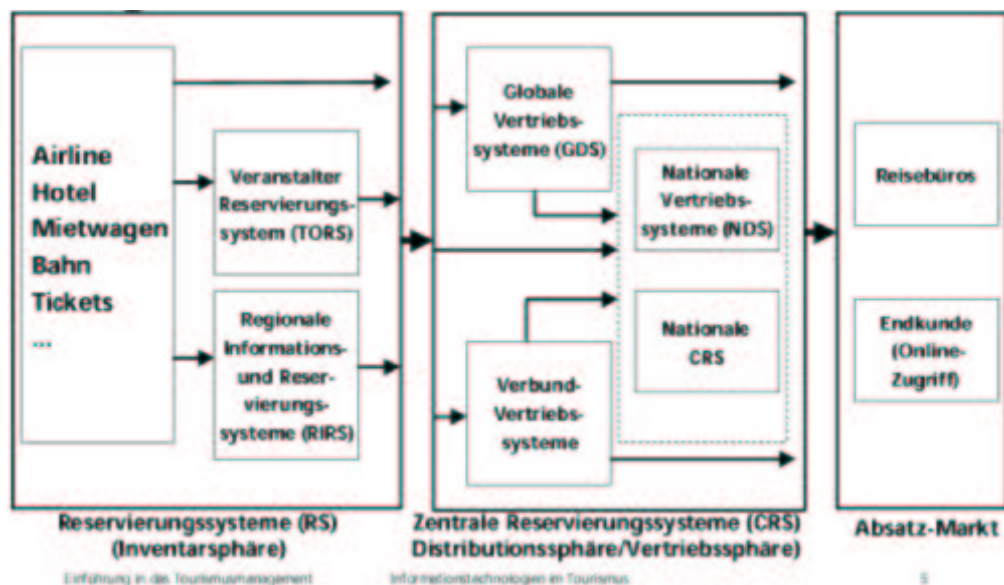 Airline
Hotel
Mietwagen
Bahn
Tickets
...
Veranstalter
Reservierungs-
system (TORS)
Regionale
Informations-
und Reser-
vierungs-
systeme (RIRS)
Reservierungssysteme (RS)
(Inventarsphäre)
Globale
Vertriebs-
systeme (GDS)
Nationale
Vertriebs-
systeme (NDS)
Nationale
CRS
Verbund-
Vertriebs-
systeme
Zentrale Reservierungssysteme (CRS)
Distributionssphäre/Vertriebssphäre)
Reisebüros
Endkunde
(Online-
Zugriff)
Absatz-Markt
Einführung in das Tourismusmanagement
Informationstechnologien im Tourismus
5